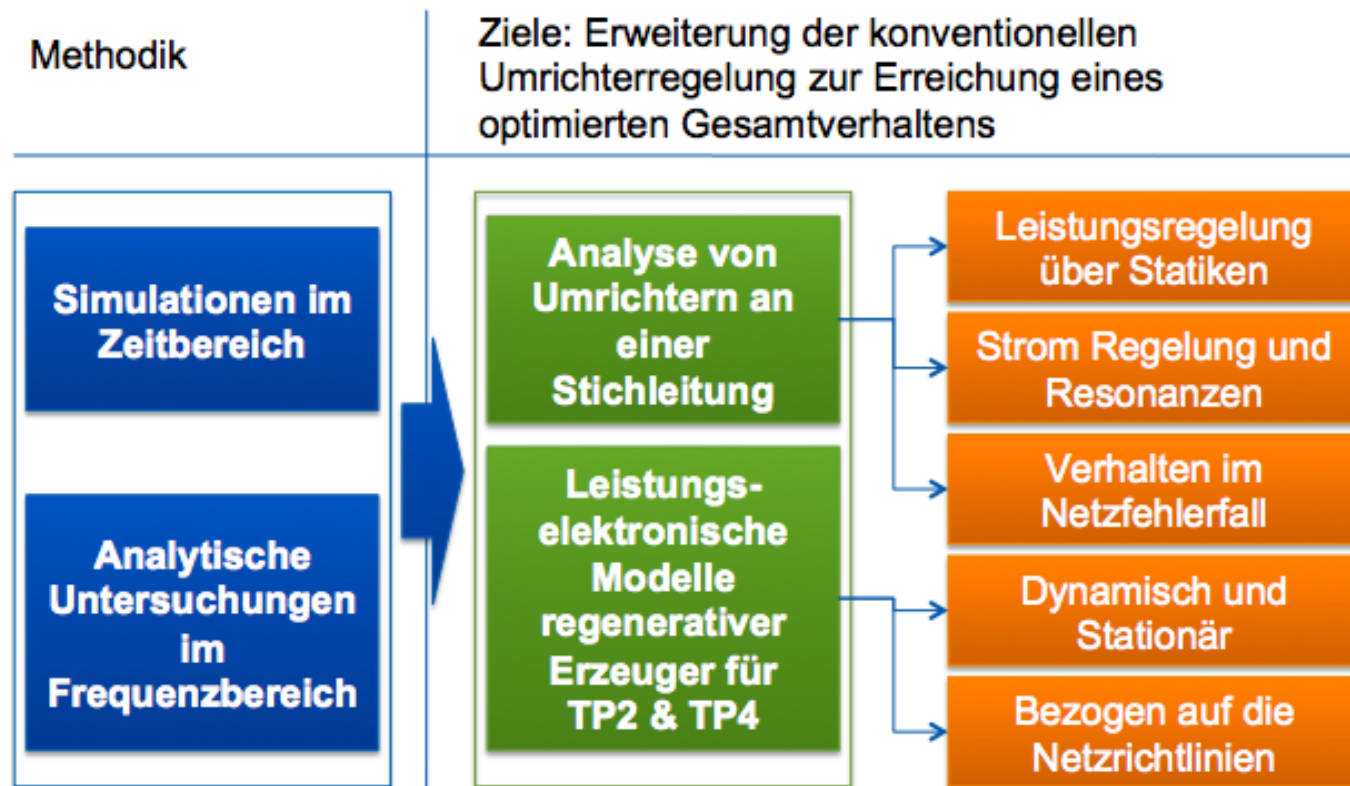 Methodik
Ziele: Erweiterung der konventionellen
Umrichterregelung zur Erreichung eines
optimierten Gesamtverhaltens
Simulationen im
Zeitbereich
Analytische
Untersuchungen
im
Frequenzbereich
Analyse von
Umrichtern an
einer
Stichleitung
Leistungs-
elektronische
Modelle
regenerativer
Erzeuger für
TP2 & TP4
Leistungsregelung
über Statiken
Strom Regelung und
Resonanzen
Verhalten im
Netzfehlerfall
Dynamisch und
Stationär
Bezogen auf die
Netzrichtlinien